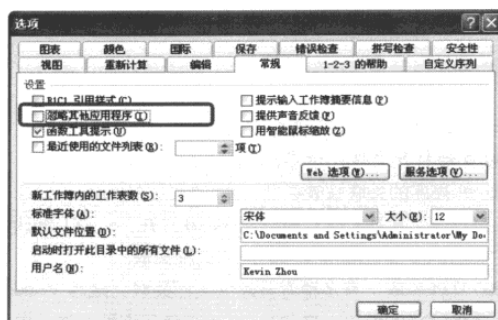 选项
图表 颜色 国际 保存 错误检查 拼写检查 安全性
视图 重新计算 编辑 常规 1-2-3 的帮助 自定义序列
设置
R1C1 引用样式(C) 提示输入工作簿摘要信息(P)
忽略其他应用程序(I) 提供声音反馈(F)
函数工具提示(U) 用智能鼠标缩放(Z)
最近使用的文件列表(R): 项(T)
Web 选项(W)... 服务选项(V)...
新工作簿内的工作表数(S): 3
标准字体(A): 宋体 大小(E): 12
默认文件位置(D): C:\Documents and Settings\Administrator\My Do
启动时打开此目录中的所有文件(L):
用户名(N): Kevin Zhou
确定 取消